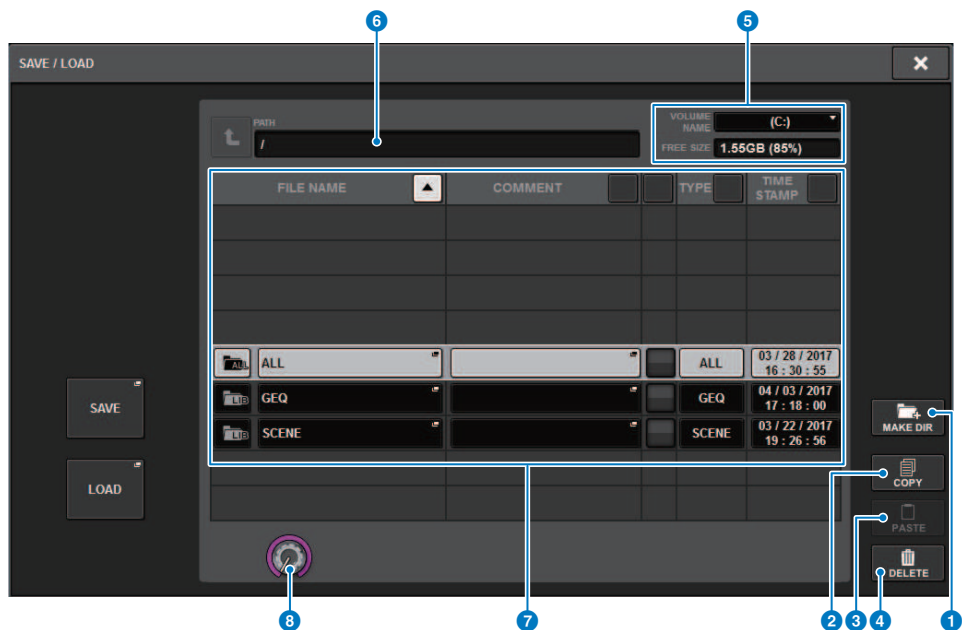 6
5
SAVE / LOAD
PATH
/
VOLUME
NAME
(C:)
FREE SIZE
1.55GB (85%)
FILE NAME
COMMENT
TYPE
TIME
STAMP
ALL
ALL
ALL
03 / 28 / 2017
16 : 30 : 55
LIB
GEQ
GEQ
04 / 03 / 2017
17 : 18 : 00
LIB
SCENE
SCENE
03 / 22 / 2017
19 : 26 : 56
SAVE
LOAD
MAKE DIR
COPY
PASTE
DELETE
8
7
2
3
4
1